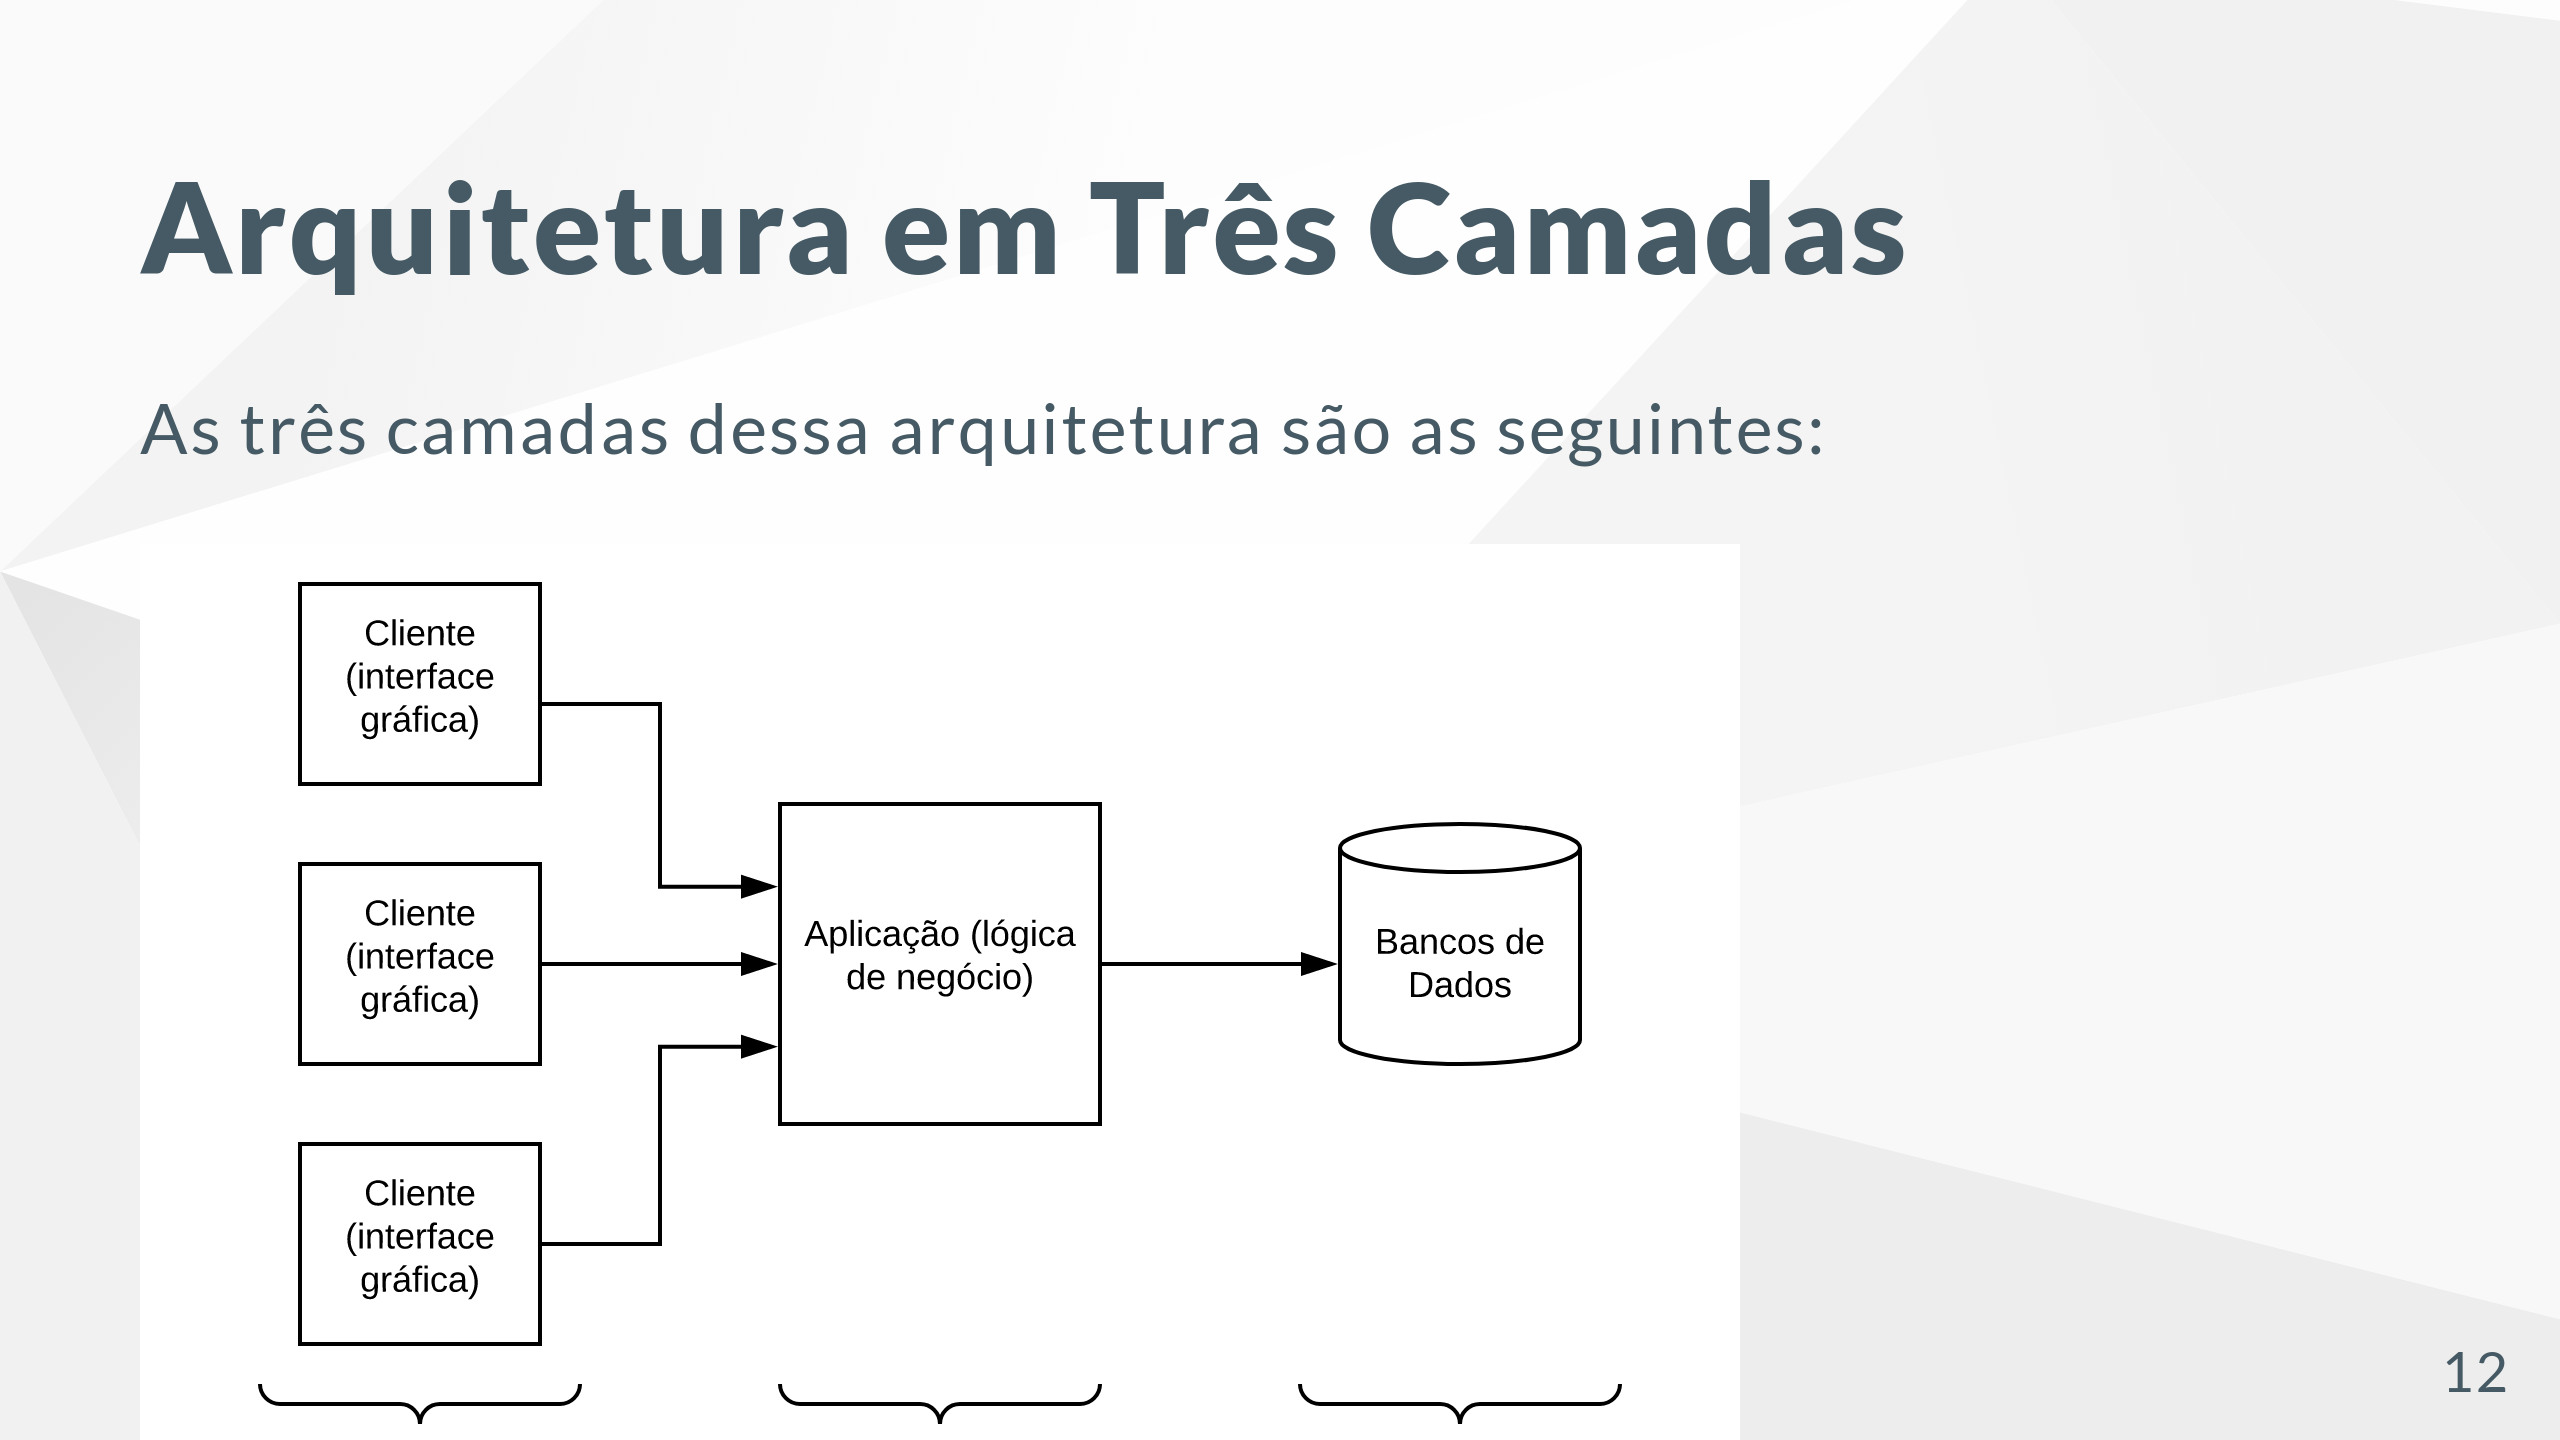 Arquitetura em Três Camadas
As três camadas dessa arquitetura são as seguintes:
Cliente
(interface
gráfica)
Cliente
(interface
gráfica)
Cliente
(interface
gráfica)
Aplicação (lógica
de negócio)
Bancos de
Dados
12